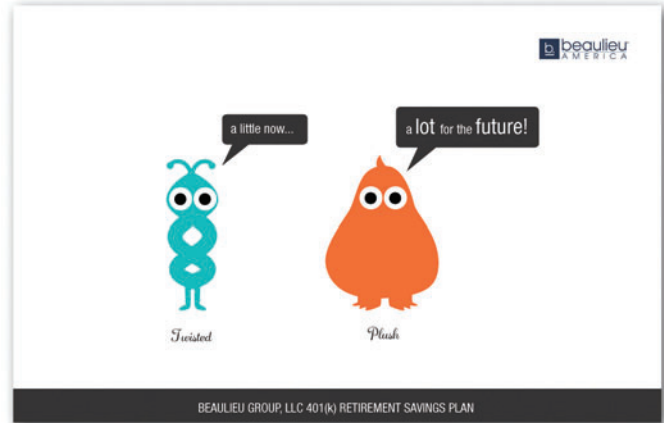 b beaulieu
AMERICA
a little now...
a lot for the future!
Twisted
Plush
BEAULIEU GROUP, LLC 401(k) RETIREMENT SAVINGS PLAN